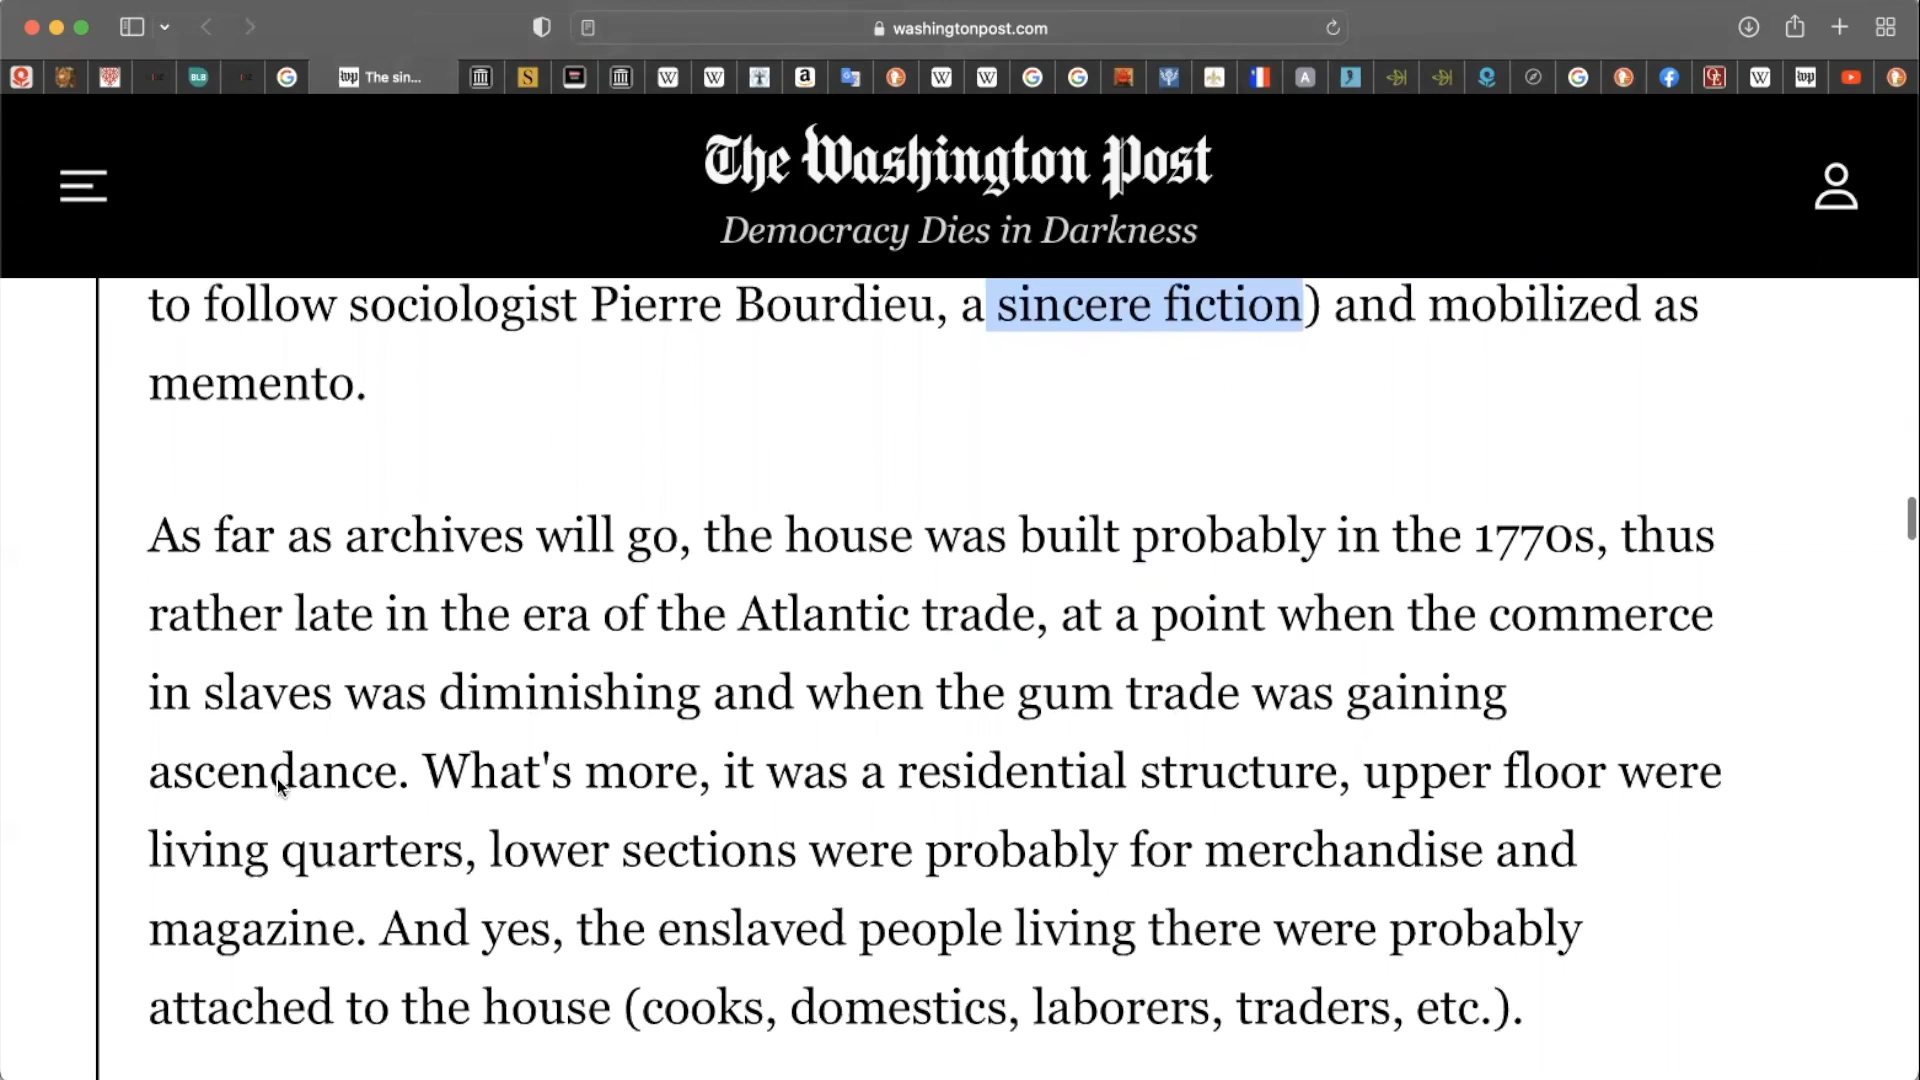 washingtonpost.com
BLB
G
wp The sin...
S
W
W
a
W
W
G
G
A
G
W
wp
The Washington Post
Democracy Dies in Darkness
to follow sociologist Pierre Bourdieu, a sincere fiction) and mobilized as
memento.
As far as archives will go, the house was built probably in the 1770s, thus
rather late in the era of the Atlantic trade, at a point when the commerce
in slaves was diminishing and when the gum trade was gaining
ascendance. What's more, it was a residential structure, upper floor were
living quarters, lower sections were probably for merchandise and
magazine. And yes, the enslaved people living there were probably
attached to the house (cooks, domestics, laborers, traders, etc.).